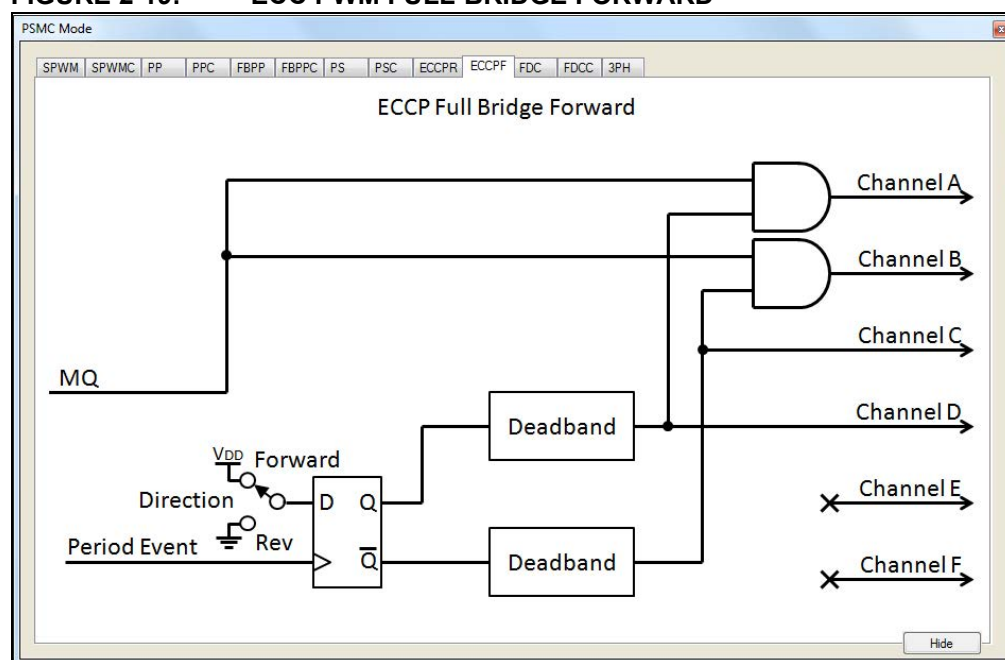 FULL BRIDGE FORWARD
PSMC Mode
SPWM SPWMC PP PPC FBPP FBPPC PS PSC ECCPR ECCPF FDC FDCC 3PH
ECCP Full Bridge Forward
Channel A
Channel B
Channel C
MQ
Deadband
Channel D
VDD Forward
Direction
D Q
Channel E
Rev
Period Event
Q̅
Deadband
Channel F
Hide